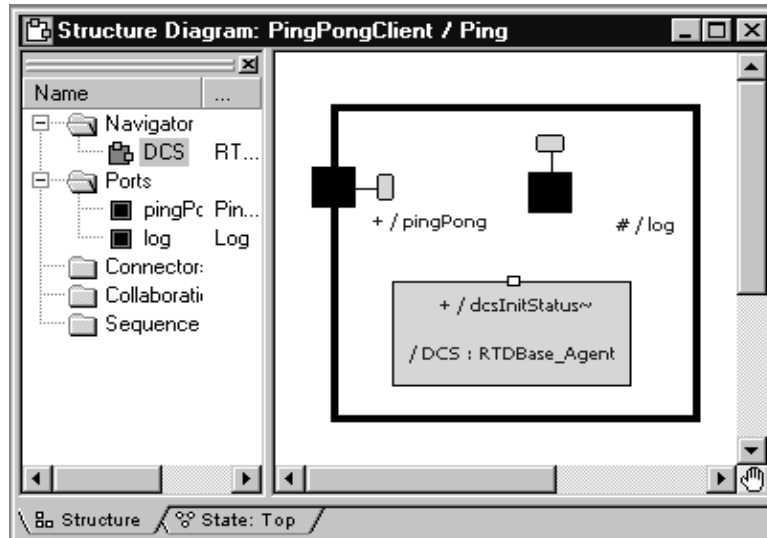 Structure Diagram: PingPongClient / Ping
Name ...
Navigator
DCS RT...
Ports
pingPc Pin...
log Log
Connector:
Collaborati
Sequence
+ / pingPong
# / log
+ / dcsInitStatus~
/ DCS : RTDBase_Agent
Structure State: Top